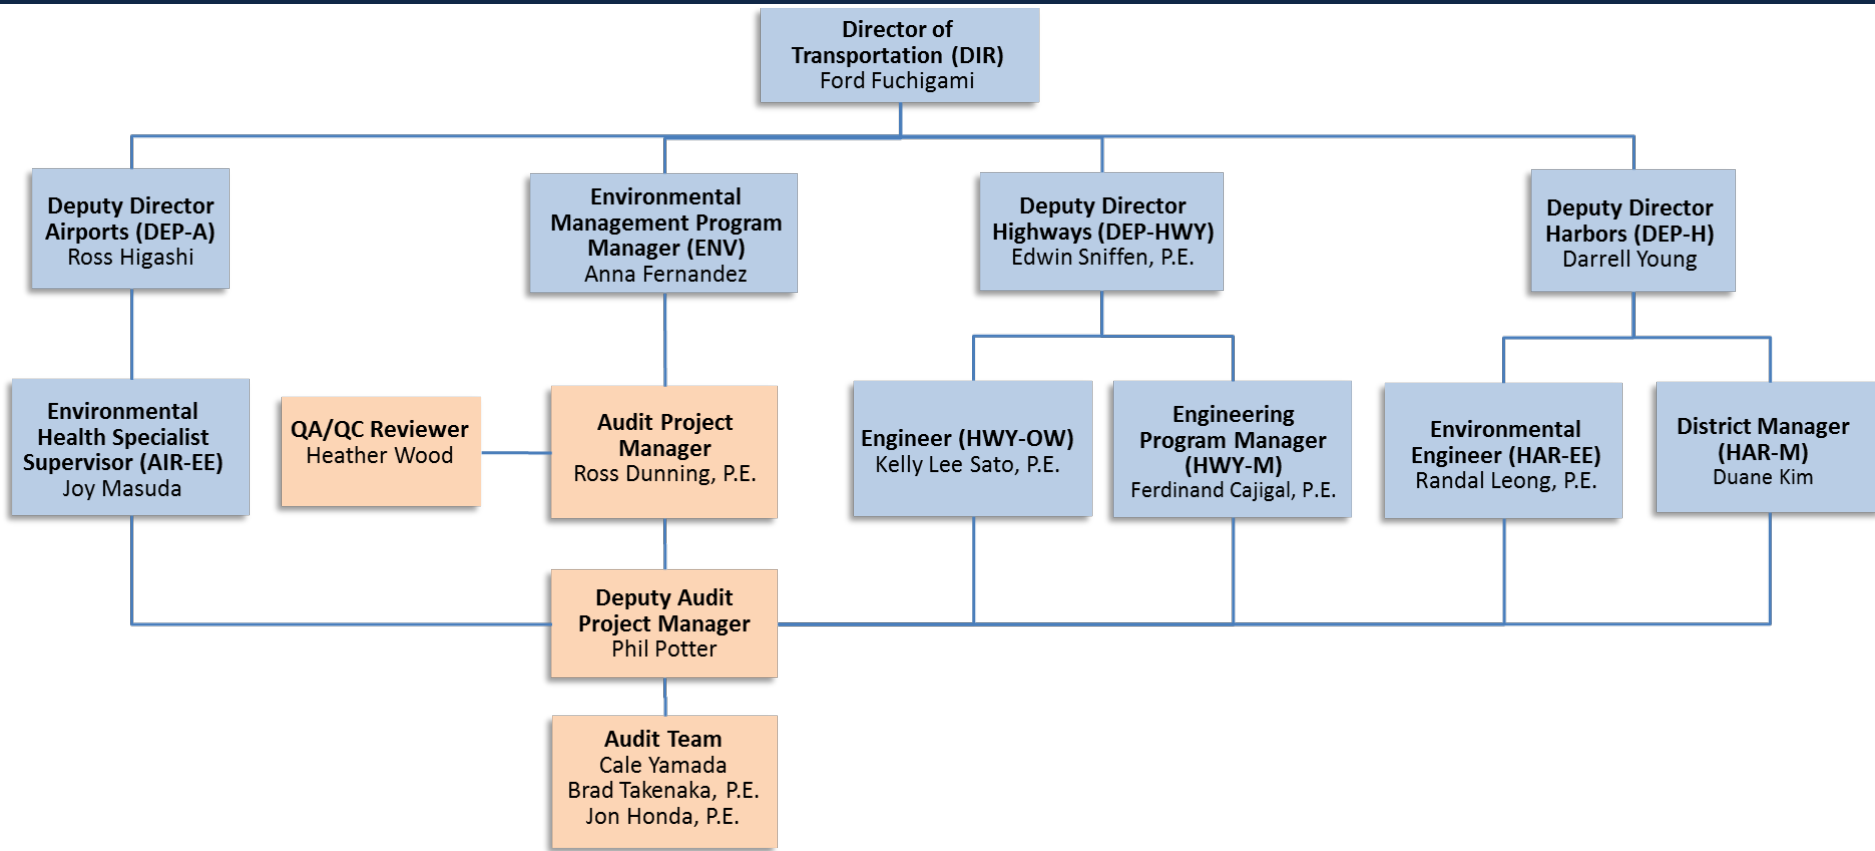 Director of
Transportation (DIR)
Ford Fuchigami
Deputy Director
Airports (DEP-A)
Ross Higashi
Environmental
Management Program
Manager (ENV)
Anna Fernandez
Deputy Director
Highways (DEP-HWY)
Edwin Sniffen, P.E.
Deputy Director
Harbors (DEP-H)
Darrell Young
Environmental
Health Specialist
Supervisor (AIR-EE)
Joy Masuda
QA/QC Reviewer
Heather Wood
Audit Project
Manager
Ross Dunning, P.E.
Engineer (HWY-OW)
Kelly Lee Sato, P.E.
Engineering
Program Manager
(HWY-M)
Ferdinand Cajigal, P.E.
Environmental
Engineer (HAR-EE)
Randal Leong, P.E.
District Manager
(HAR-M)
Duane Kim
Deputy Audit
Project Manager
Phil Potter
Audit Team
Cale Yamada
Brad Takenaka, P.E.
Jon Honda, P.E.